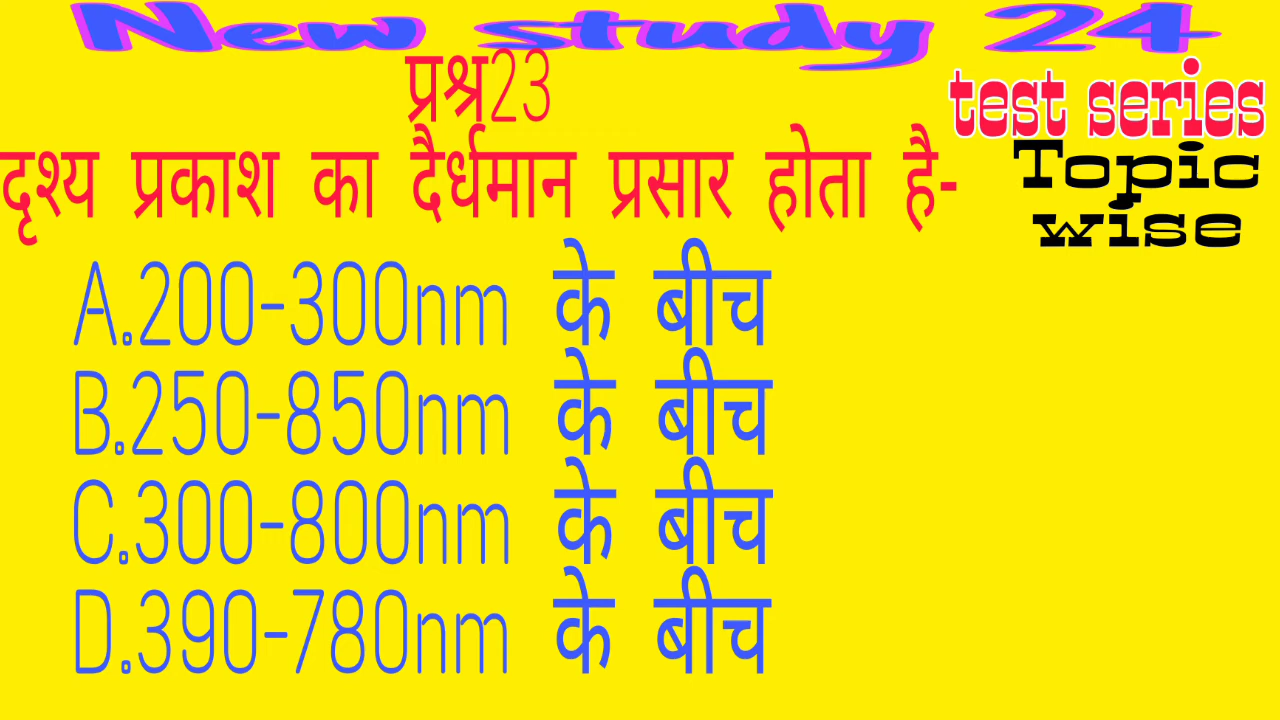 New study 24
test series
Topic
wise
प्रश्न23
दृश्य प्रकाश का दैर्धमान प्रसार होता है-
A.200-300nm के बीच
B.250-850nm के बीच
C.300-800nm के बीच
D.390-780nm के बीच